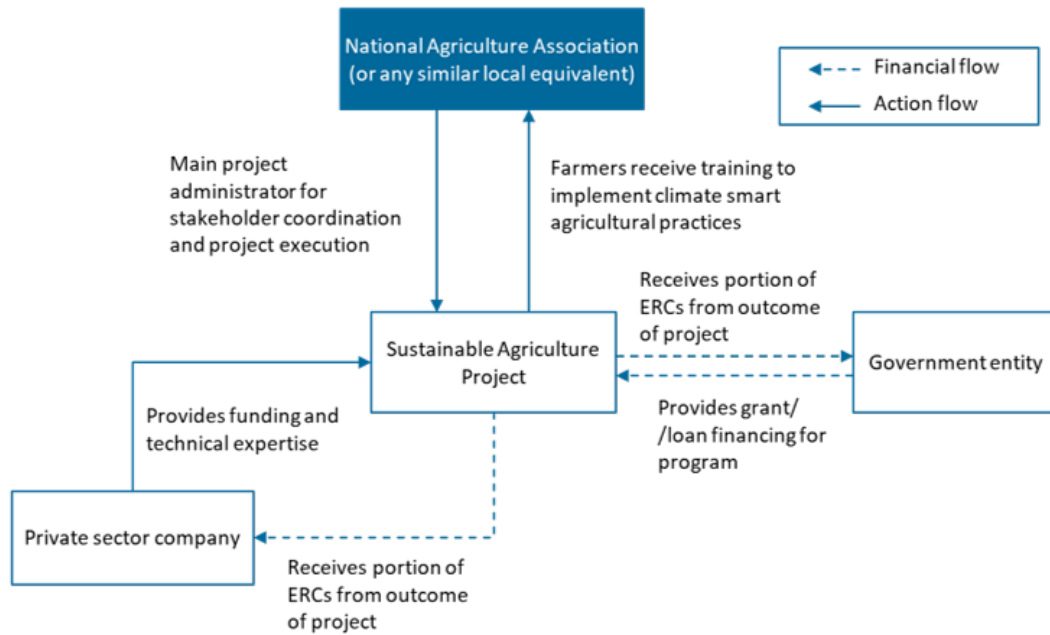 National Agriculture Association
(or any similar local equivalent)
Financial flow
Action flow
Main project
administrator for
stakeholder coordination
and project execution
Farmers receive training to
implement climate smart
agricultural practices
Receives portion of
ERCs from outcome
of project
Sustainable Agriculture
Project
Government entity
Provides funding and
technical expertise
Provides grant/
/loan financing for
program
Private sector company
Receives portion of
ERCs from outcome
of project